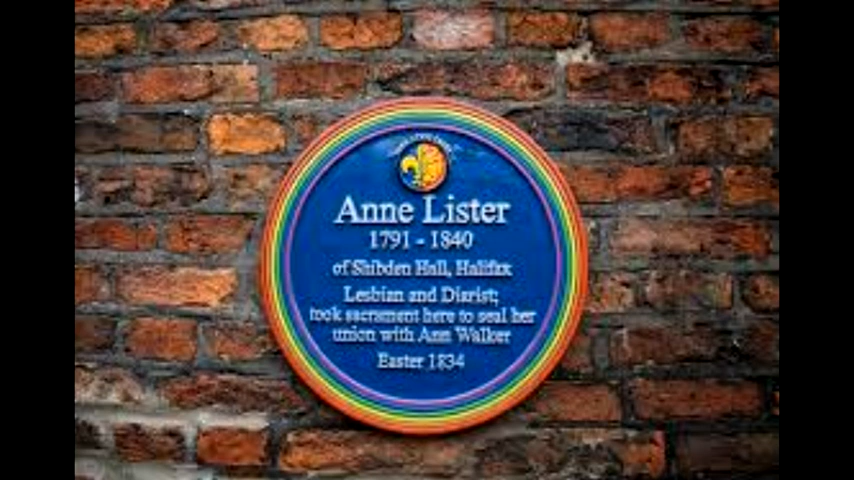 Anne Lister
1791 - 1840
of Shibden Hall, Halifax
Lesbian and Diarist;
took sacrament here to seal her
union with Ann Walker
Easter 1834